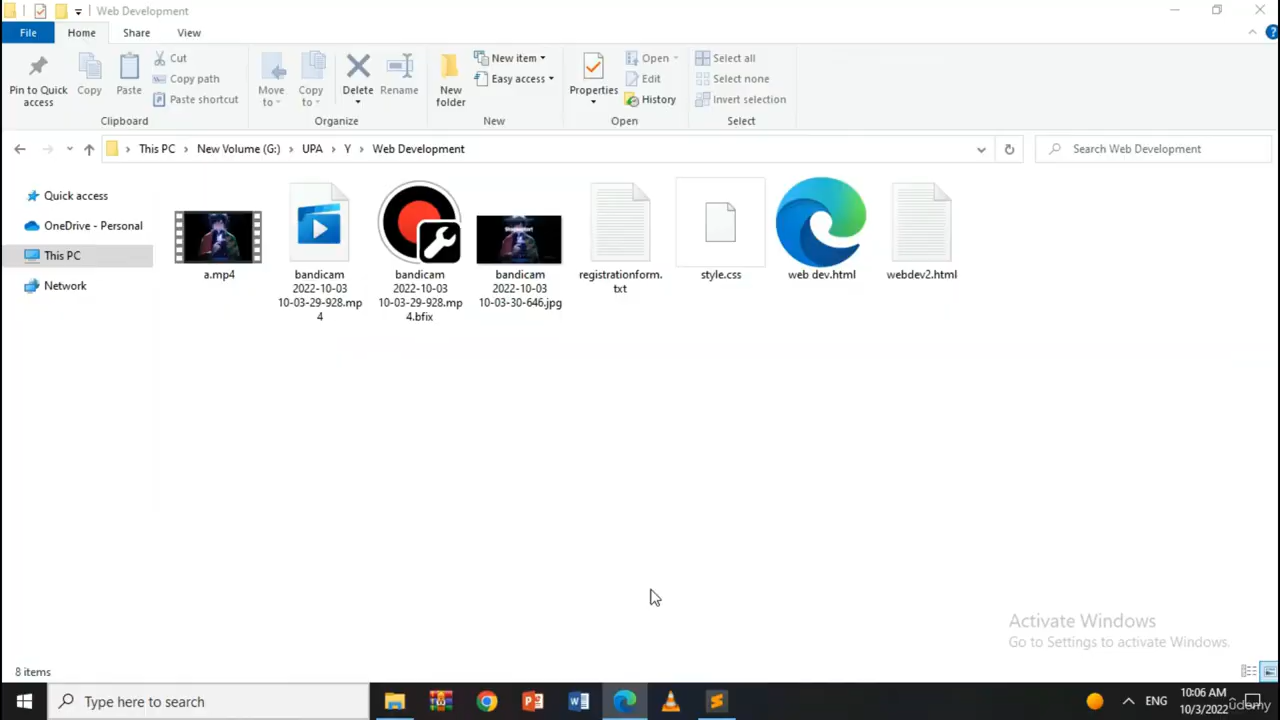 Web Development
File Home Share View
Pin to Quick access
Copy
Paste
Cut
Copy path
Paste shortcut
Clipboard
Move to
Copy to
Delete
Rename
Organize
New folder
New item
Easy access
New
Properties
Open
Edit
History
Open
Select all
Select none
Invert selection
Select
This PC New Volume (G:) UPA Y Web Development
Search Web Development
Quick access
OneDrive - Personal
This PC
Network
a.mp4
bandicam
2022-10-03
10-03-29-928.mp
4
bandicam
2022-10-03
10-03-29-928.mp
4.bfix
bandicam
2022-10-03
10-03-30-646.jpg
registrationform.
txt
style.css
web dev.html
webdev2.html
Activate Windows
Go to Settings to activate Windows.
8 items
Type here to search
ENG
10:06 AM
10/3/2022
ûdemy